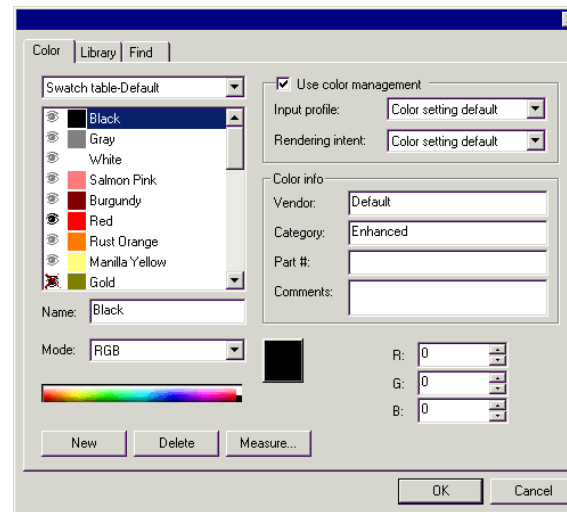 Color Library Find
Swatch table-Default
Black
Gray
White
Salmon Pink
Burgundy
Red
Rust Orange
Manilla Yellow
Gold
Name: Black
Mode: RGB
New Delete Measure...
Use color management
Input profile: Color setting default
Rendering intent: Color setting default
Color info
Vendor: Default
Category: Enhanced
Part #:
Comments:
R: 0
G: 0
B: 0
OK Cancel